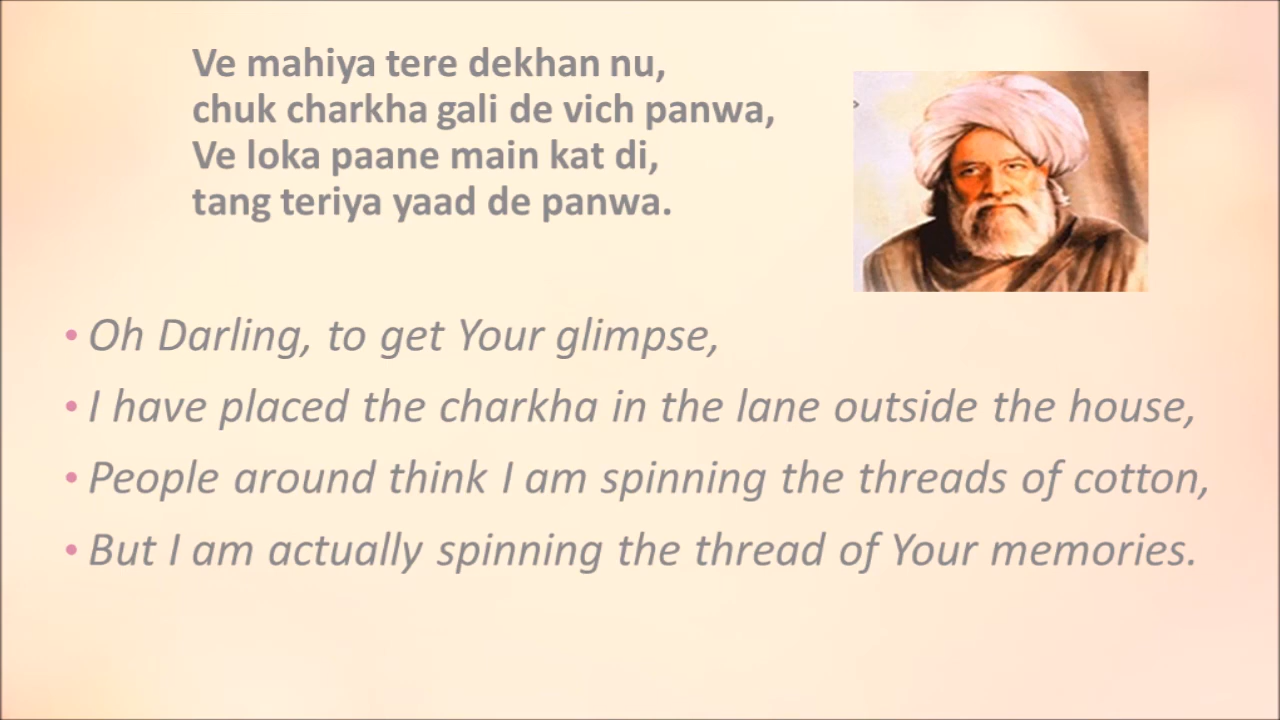 Ve mahiya tere dekhan nu,
chuk charkha gali de vich panwa,
Ve loka paane main kat di,
tang teriya yaad de panwa.
• Oh Darling, to get Your glimpse,
• I have placed the charkha in the lane outside the house,
• People around think I am spinning the threads of cotton,
• But I am actually spinning the thread of Your memories.